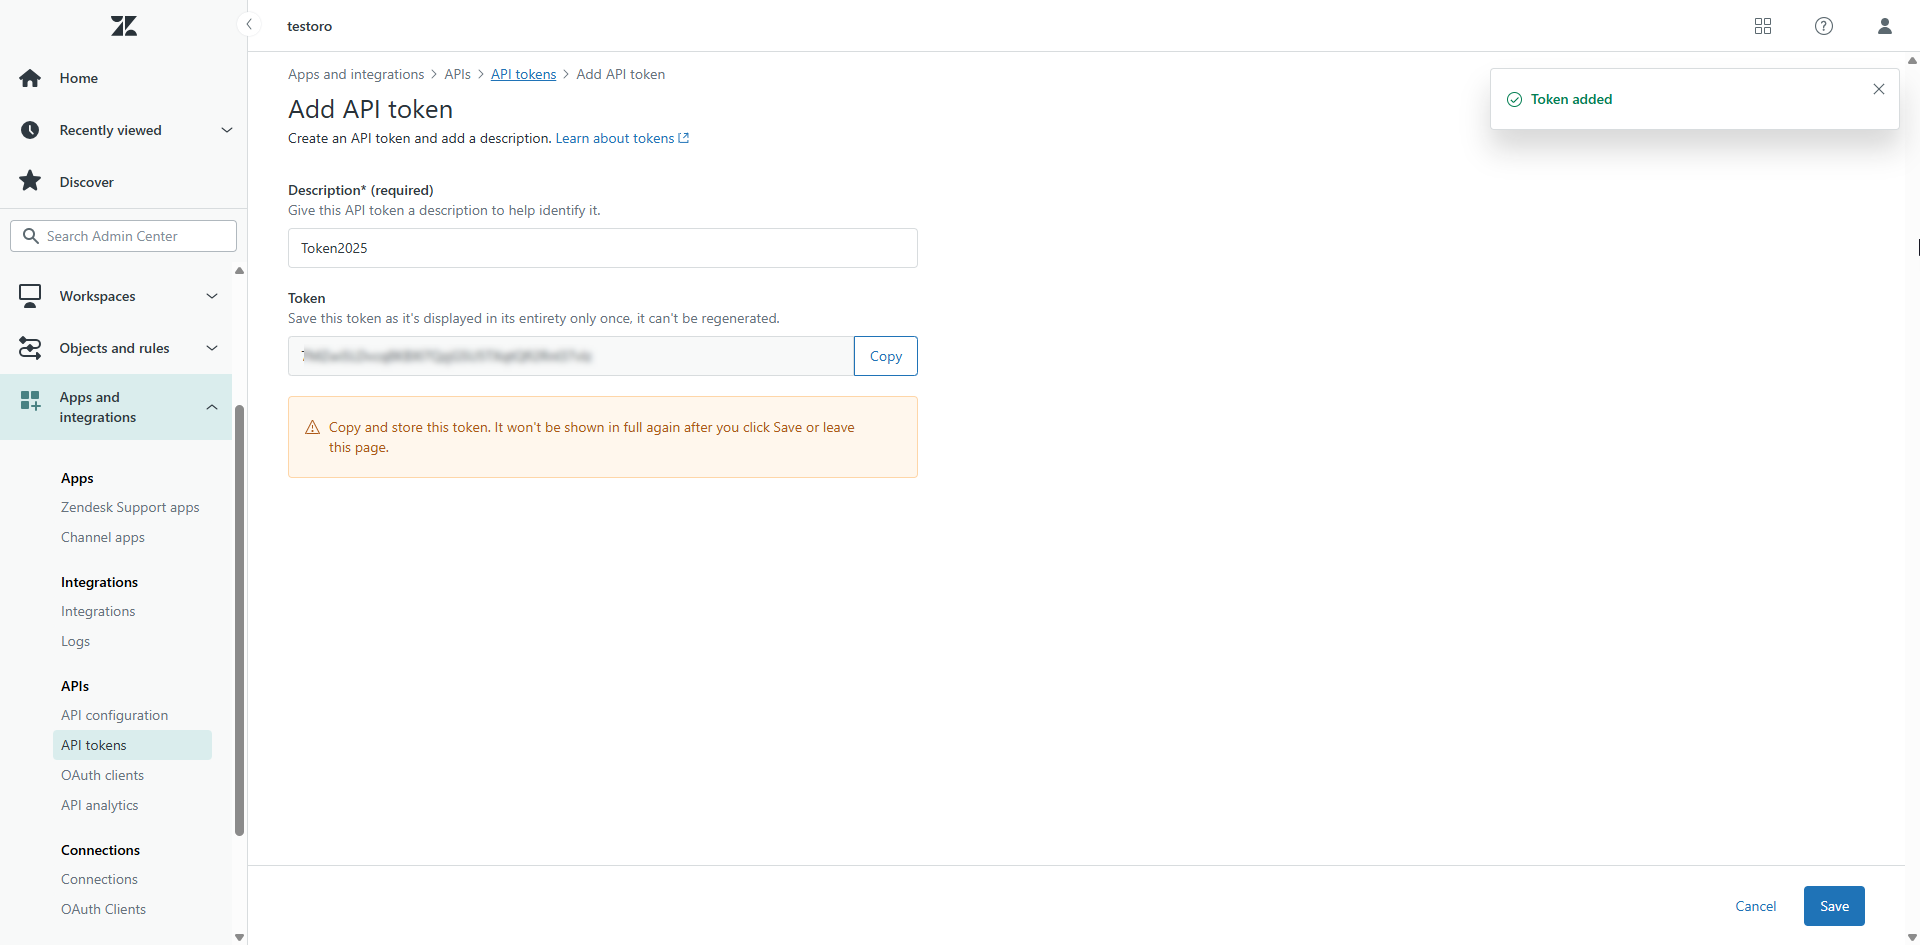 testoro
Home
Recently viewed
Discover
Search Admin Center
Workspaces
Objects and rules
Apps and
integrations
Apps
Zendesk Support apps
Channel apps
Integrations
Integrations
Logs
APIs
API configuration
API tokens
OAuth clients
API analytics
Connections
Connections
OAuth Clients
Apps and integrations > APIs > API tokens > Add API token
Add API token
Create an API token and add a description. Learn about tokens
Description* (required)
Give this API token a description to help identify it.
Token2025
Token
Save this token as it's displayed in its entirety only once, it can't be regenerated.
Copy
Copy and store this token. It won't be shown in full again after you click Save or leave
this page.
Token added
Cancel
Save